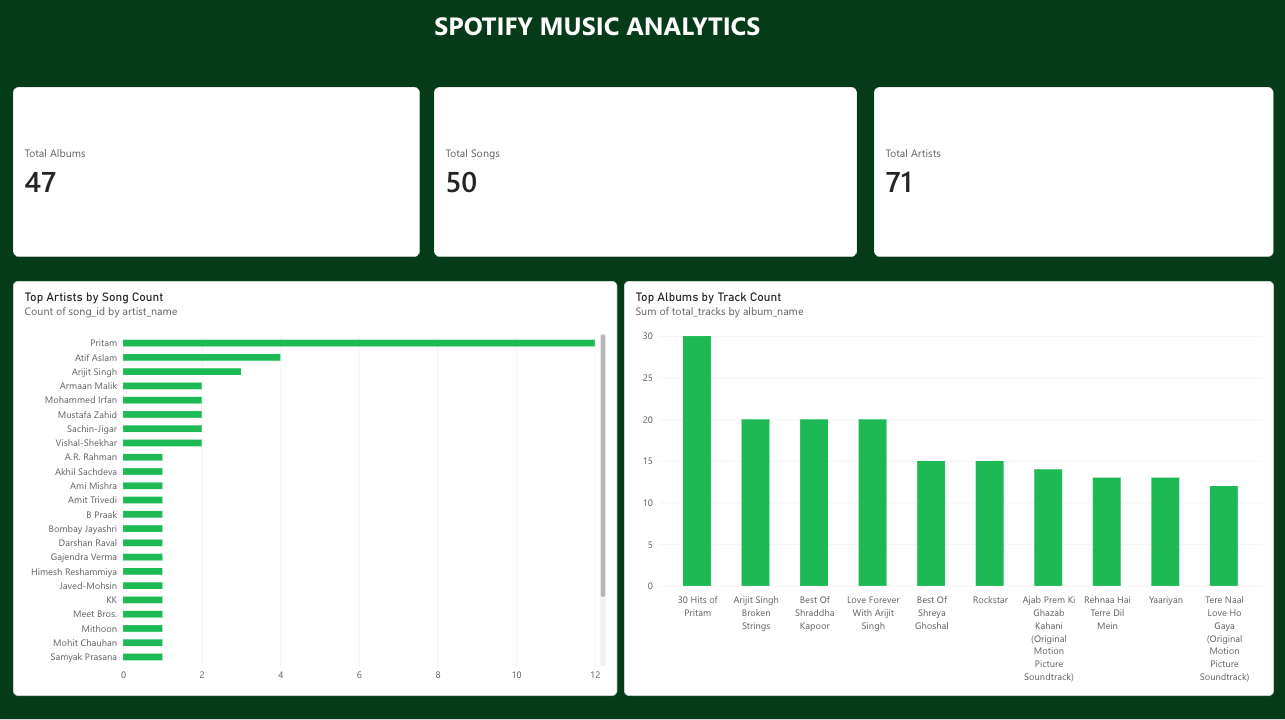 SPOTIFY MUSIC ANALYTICS
Total Albums
47
Total Songs
50
Total Artists
71
Top Artists by Song Count
Count of song_id by artist_name
Pritam
Atif Aslam
Arijit Singh
Armaan Malik
Mohammed Irfan
Mustafa Zahid
Sachin-Jigar
Vishal-Shekhar
A.R. Rahman
Akhil Sachdeva
Ami Mishra
Amit Trivedi
B Praak
Bombay Jayashri
Darshan Raval
Gajendra Verma
Himesh Reshammiya
Javed-Mohsin
KK
Meet Bros.
Mithoon
Mohit Chauhan
Samyak Prasana
0 2 4 6 8 10 12
Top Albums by Track Count
Sum of total_tracks by album_name
30
25
20
15
10
5
0
30 Hits of
Pritam
Arijit Singh
Broken
Strings
Best Of
Shraddha
Kapoor
Love Forever
With Arijit
Singh
Best Of
Shreya
Ghoshal
Rockstar
Ajab Prem Ki
Ghazab
Kahani
(Original
Motion
Picture
Soundtrack)
Rehnaa Hai
Terre Dil
Mein
Yaariyan
Tere Naal
Love Ho
Gaya
(Original
Motion
Picture
Soundtrack)